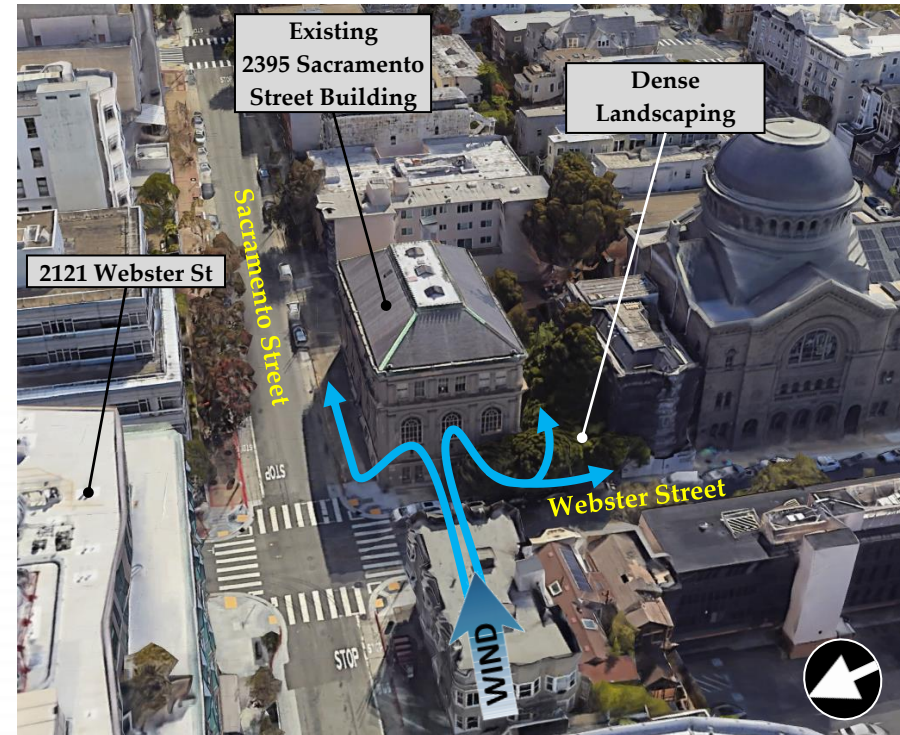 Existing
2395 Sacramento
Street Building
Dense
Landscaping
Sacramento Street
2121 Webster St
Webster Street
STOP
STOP
WIND